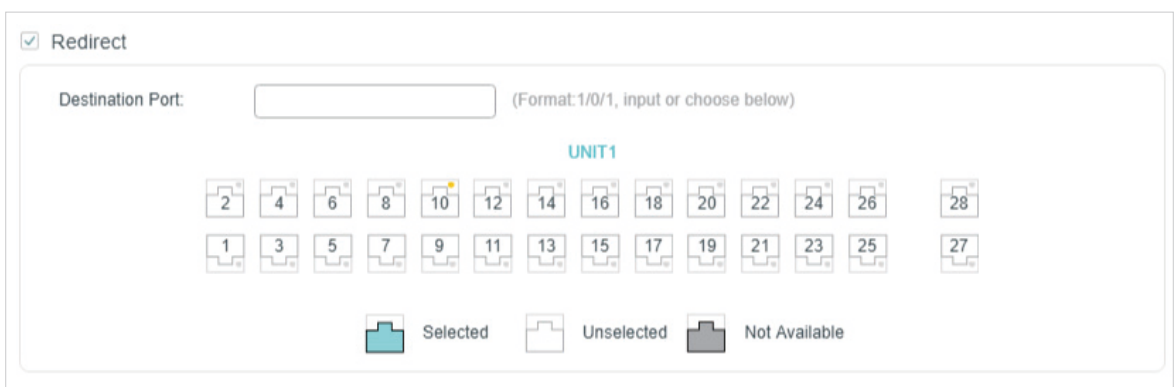 Redirect
Destination Port: (Format:1/0/1, input or choose below)
UNIT1
2 4 6 8 10 12 14 16 18 20 22 24 26 28
1 3 5 7 9 11 13 15 17 19 21 23 25 27
Selected Unselected Not Available